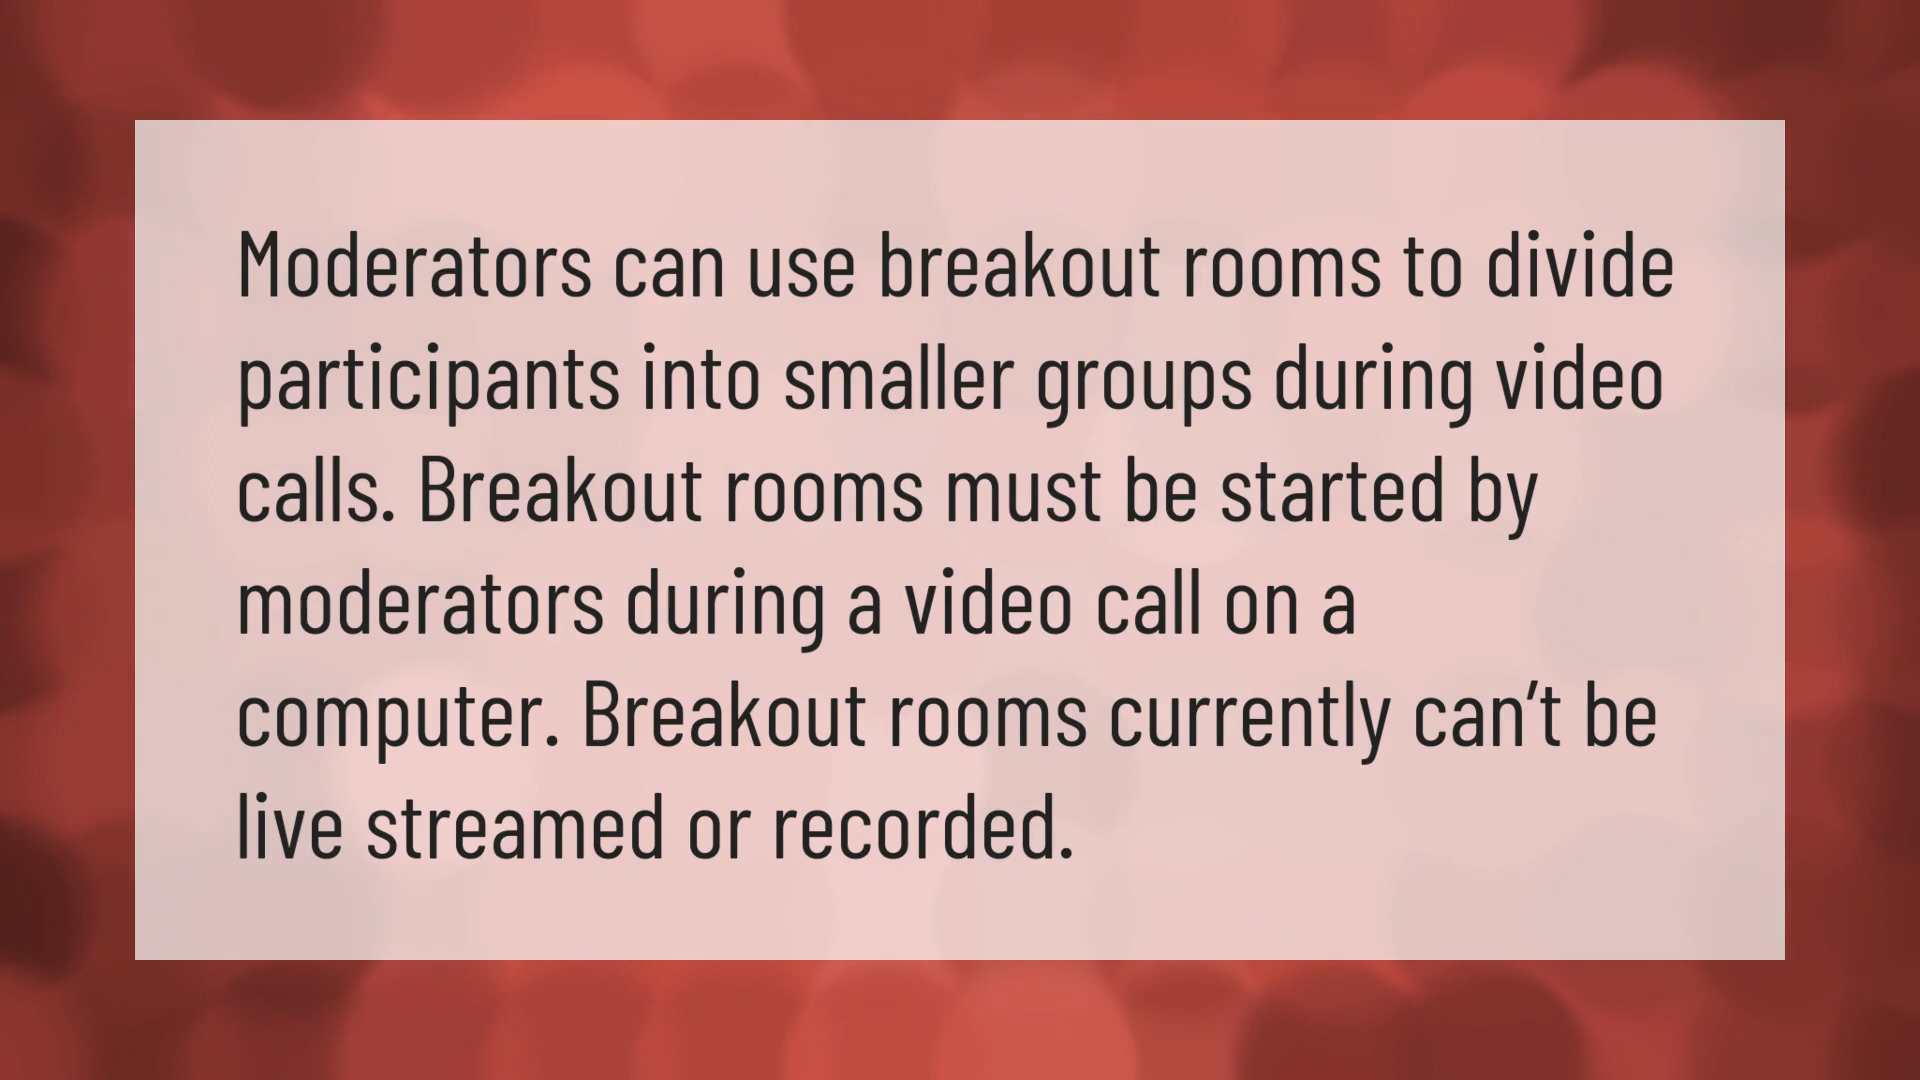 Moderators can use breakout rooms to divide
participants into smaller groups during video
calls. Breakout rooms must be started by
moderators during a video call on a
computer. Breakout rooms currently can’t be
live streamed or recorded.